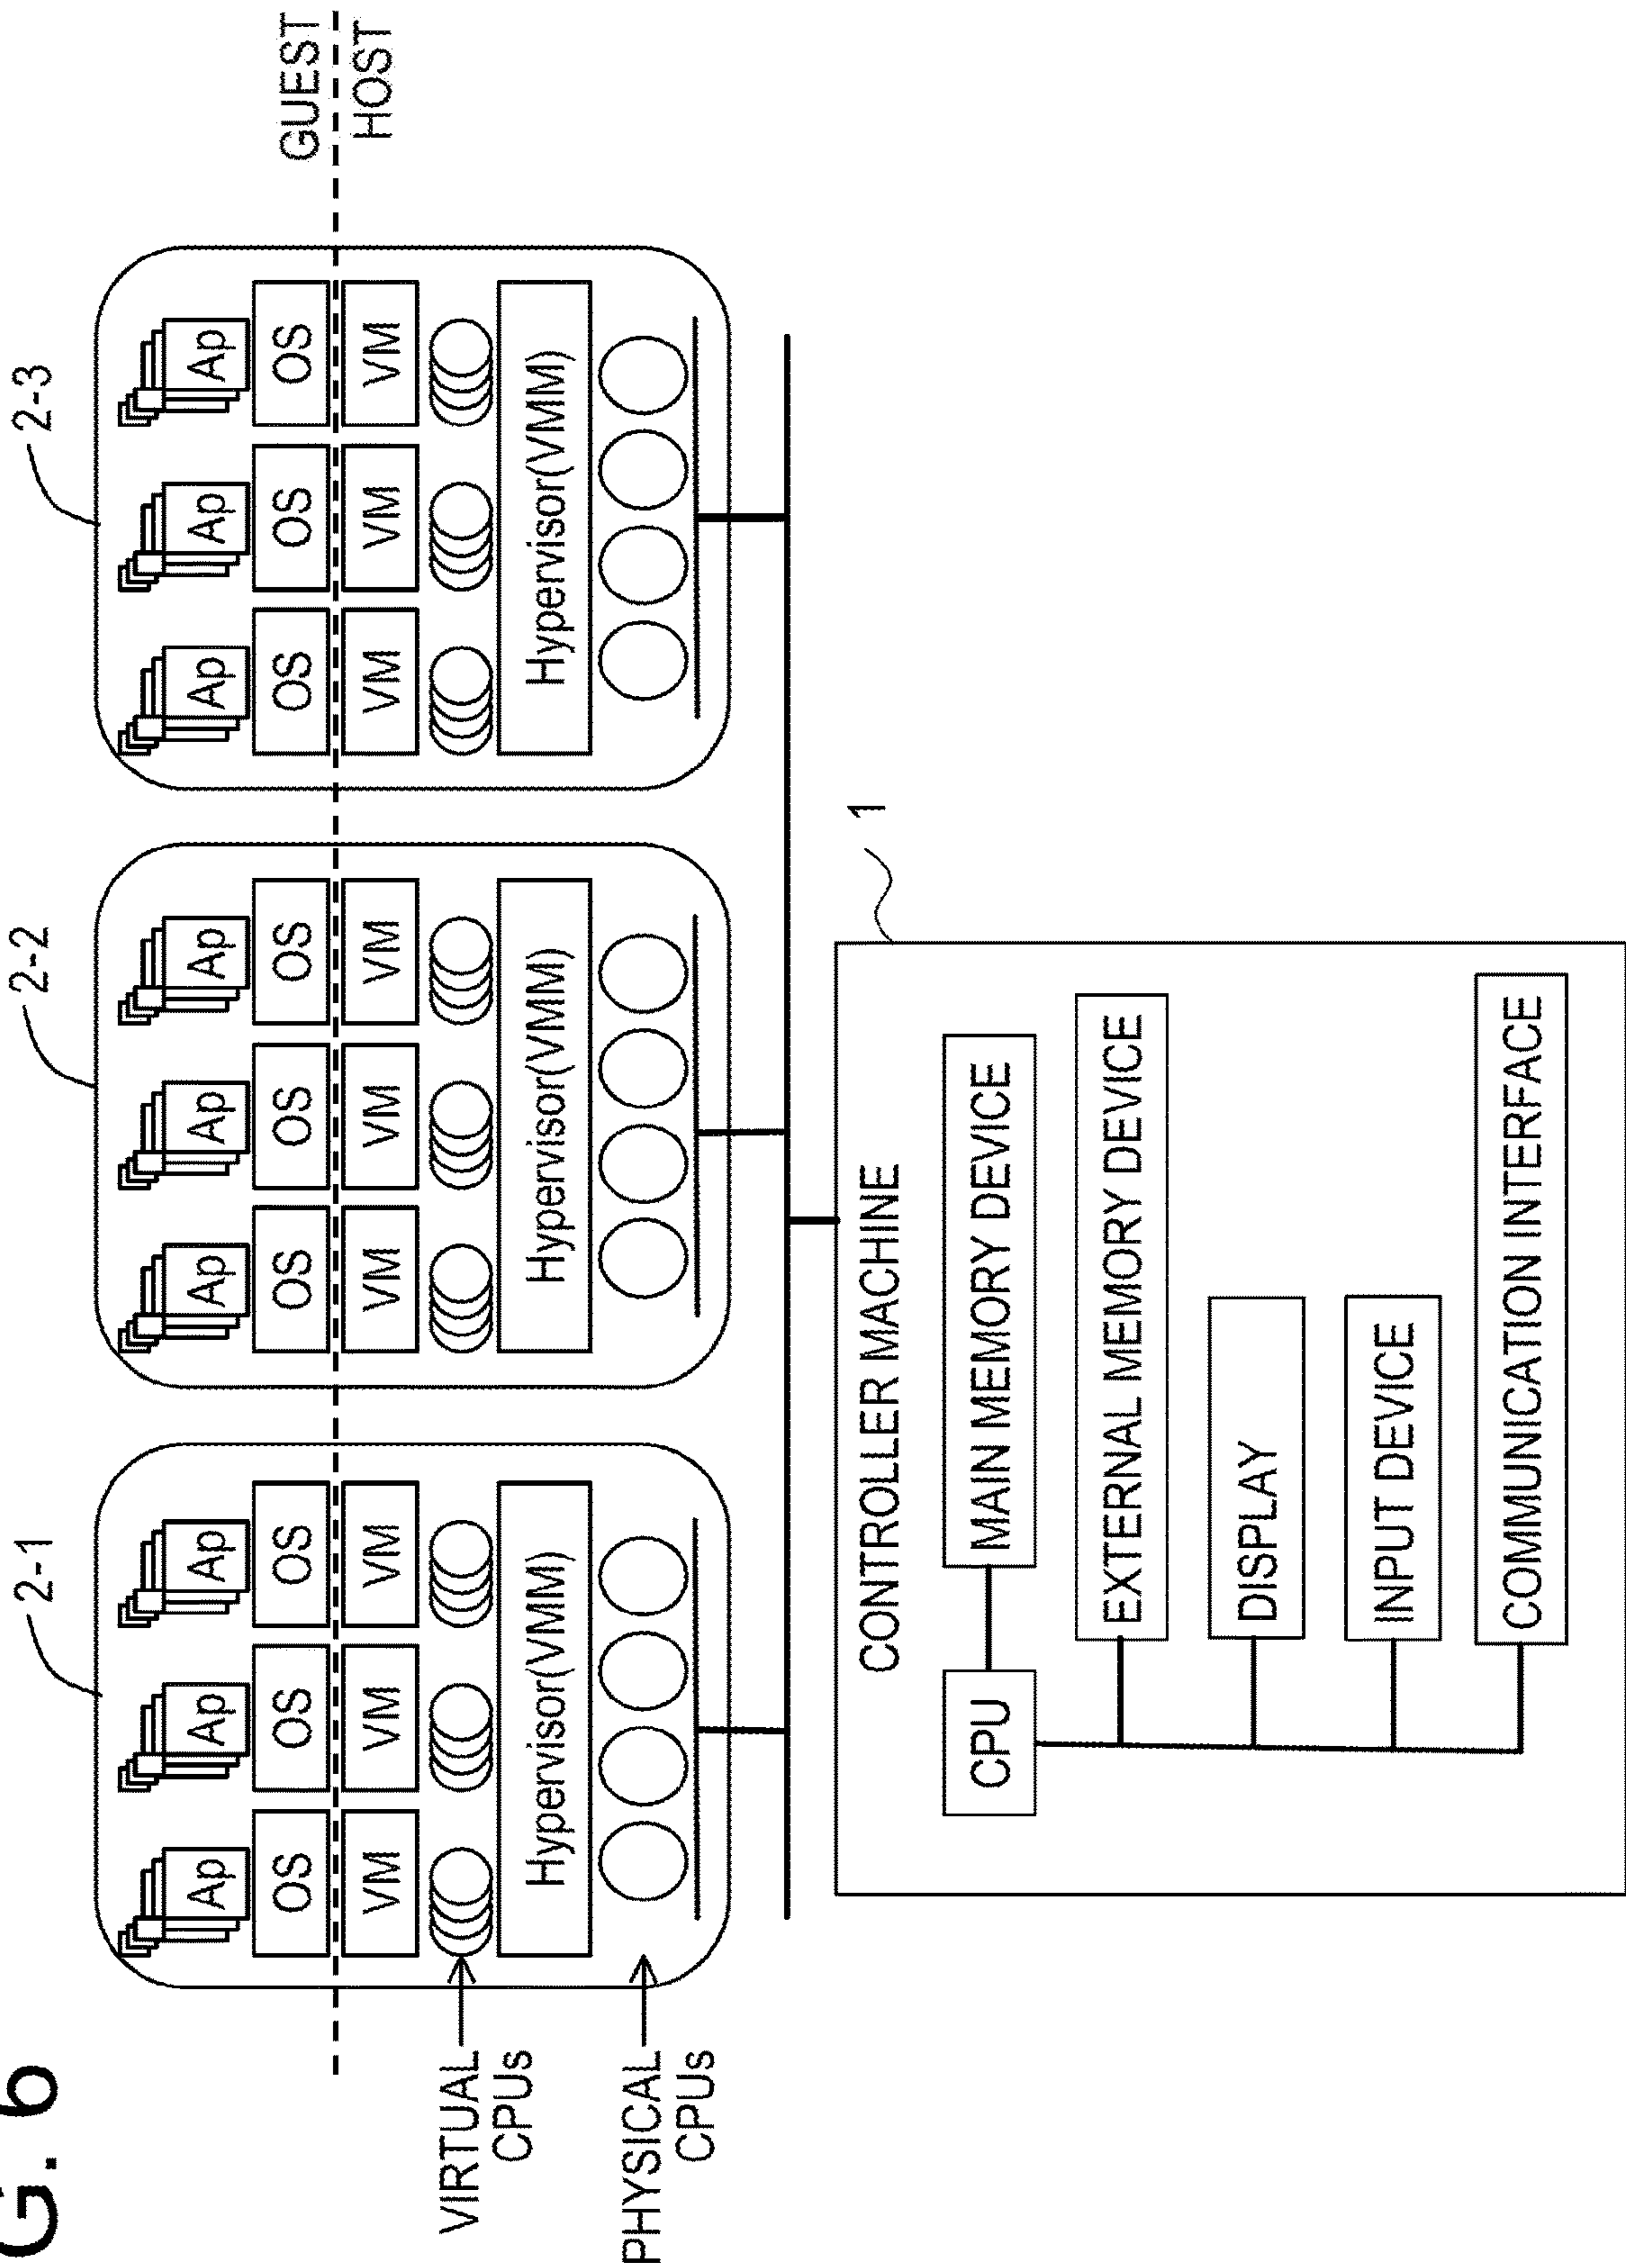 G. 6
2-1
2-2
2-3
GUEST
HOST
Ap
Ap
Ap
Ap
Ap
Ap
Ap
Ap
Ap
OS
OS
OS
OS
OS
OS
OS
OS
OS
VM
VM
VM
VM
VM
VM
VM
VM
VM
VIRTUAL
CPUs
Hypervisor(VMM)
Hypervisor(VMM)
Hypervisor(VMM)
PHYSICAL
CPUs
1
CONTROLLER MACHINE
CPU
MAIN MEMORY DEVICE
EXTERNAL MEMORY DEVICE
DISPLAY
INPUT DEVICE
COMMUNICATION INTERFACE